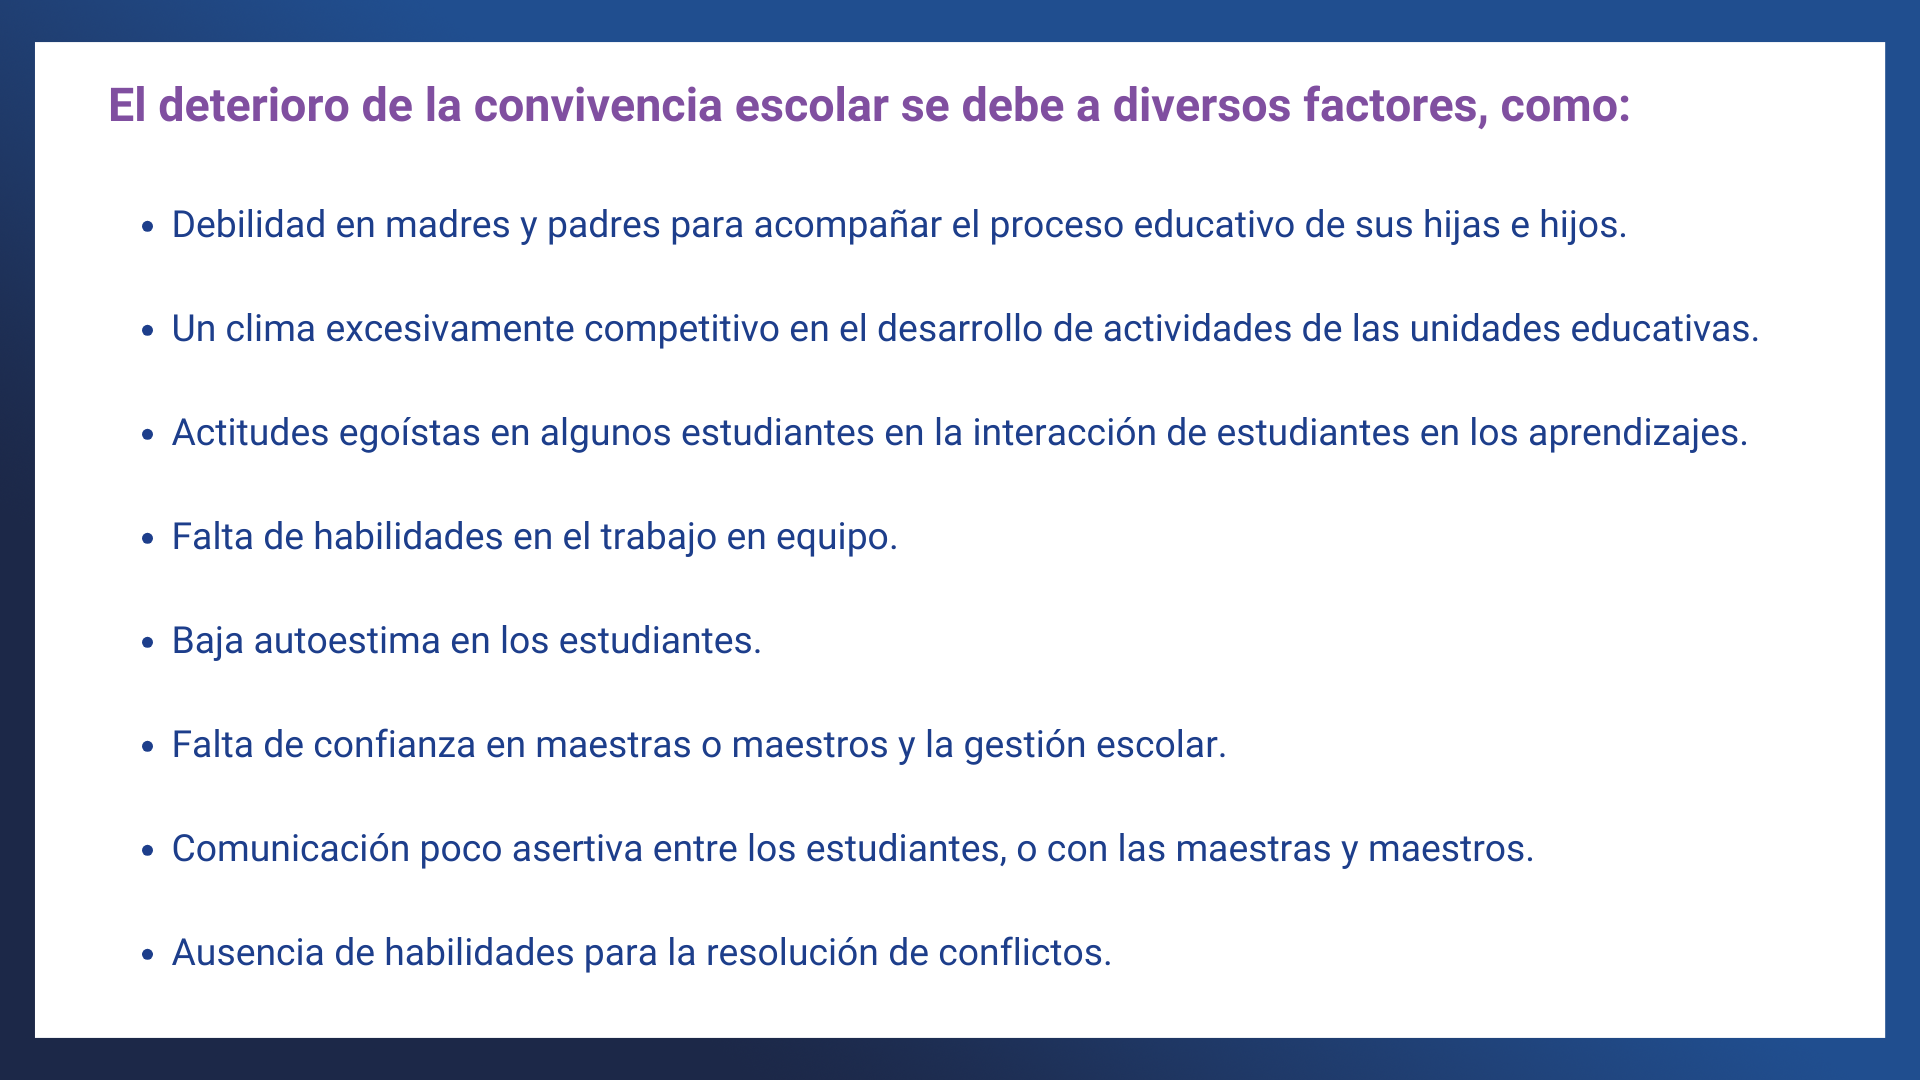 El deterioro de la convivencia escolar se debe a diversos factores, como:
• Debilidad en madres y padres para acompañar el proceso educativo de sus hijas e hijos.
• Un clima excesivamente competitivo en el desarrollo de actividades de las unidades educativas.
• Actitudes egoístas en algunos estudiantes en la interacción de estudiantes en los aprendizajes.
• Falta de habilidades en el trabajo en equipo.
• Baja autoestima en los estudiantes.
• Falta de confianza en maestras o maestros y la gestión escolar.
• Comunicación poco asertiva entre los estudiantes, o con las maestras y maestros.
• Ausencia de habilidades para la resolución de conflictos.